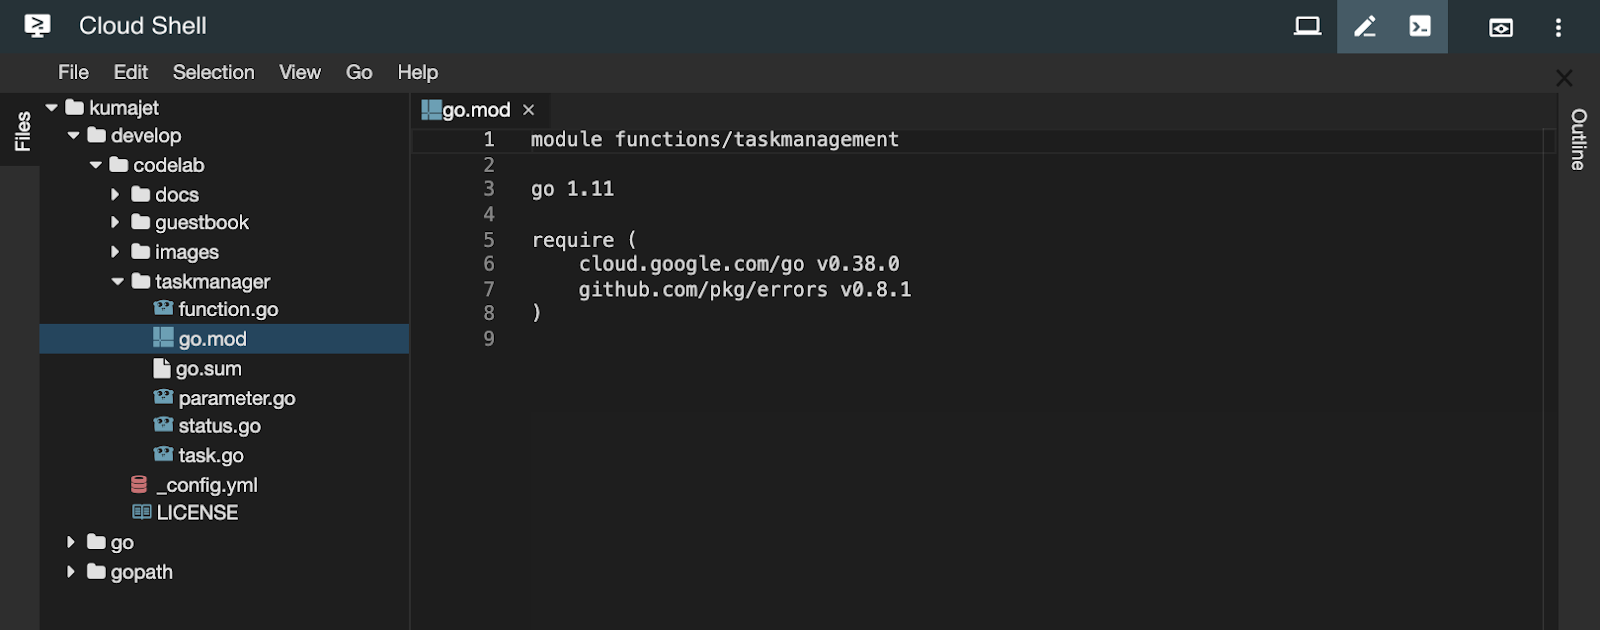 Cloud Shell
File Edit Selection View Go Help
Files
kumajet
develop
codelab
docs
guestbook
images
taskmanager
function.go
go.mod
go.sum
parameter.go
status.go
task.go
_config.yml
LICENSE
go
gopath
go.mod
1 module functions/taskmanagement
2
3 go 1.11
4
5 require (
6 cloud.google.com/go v0.38.0
7 github.com/pkg/errors v0.8.1
8 )
9
Outline